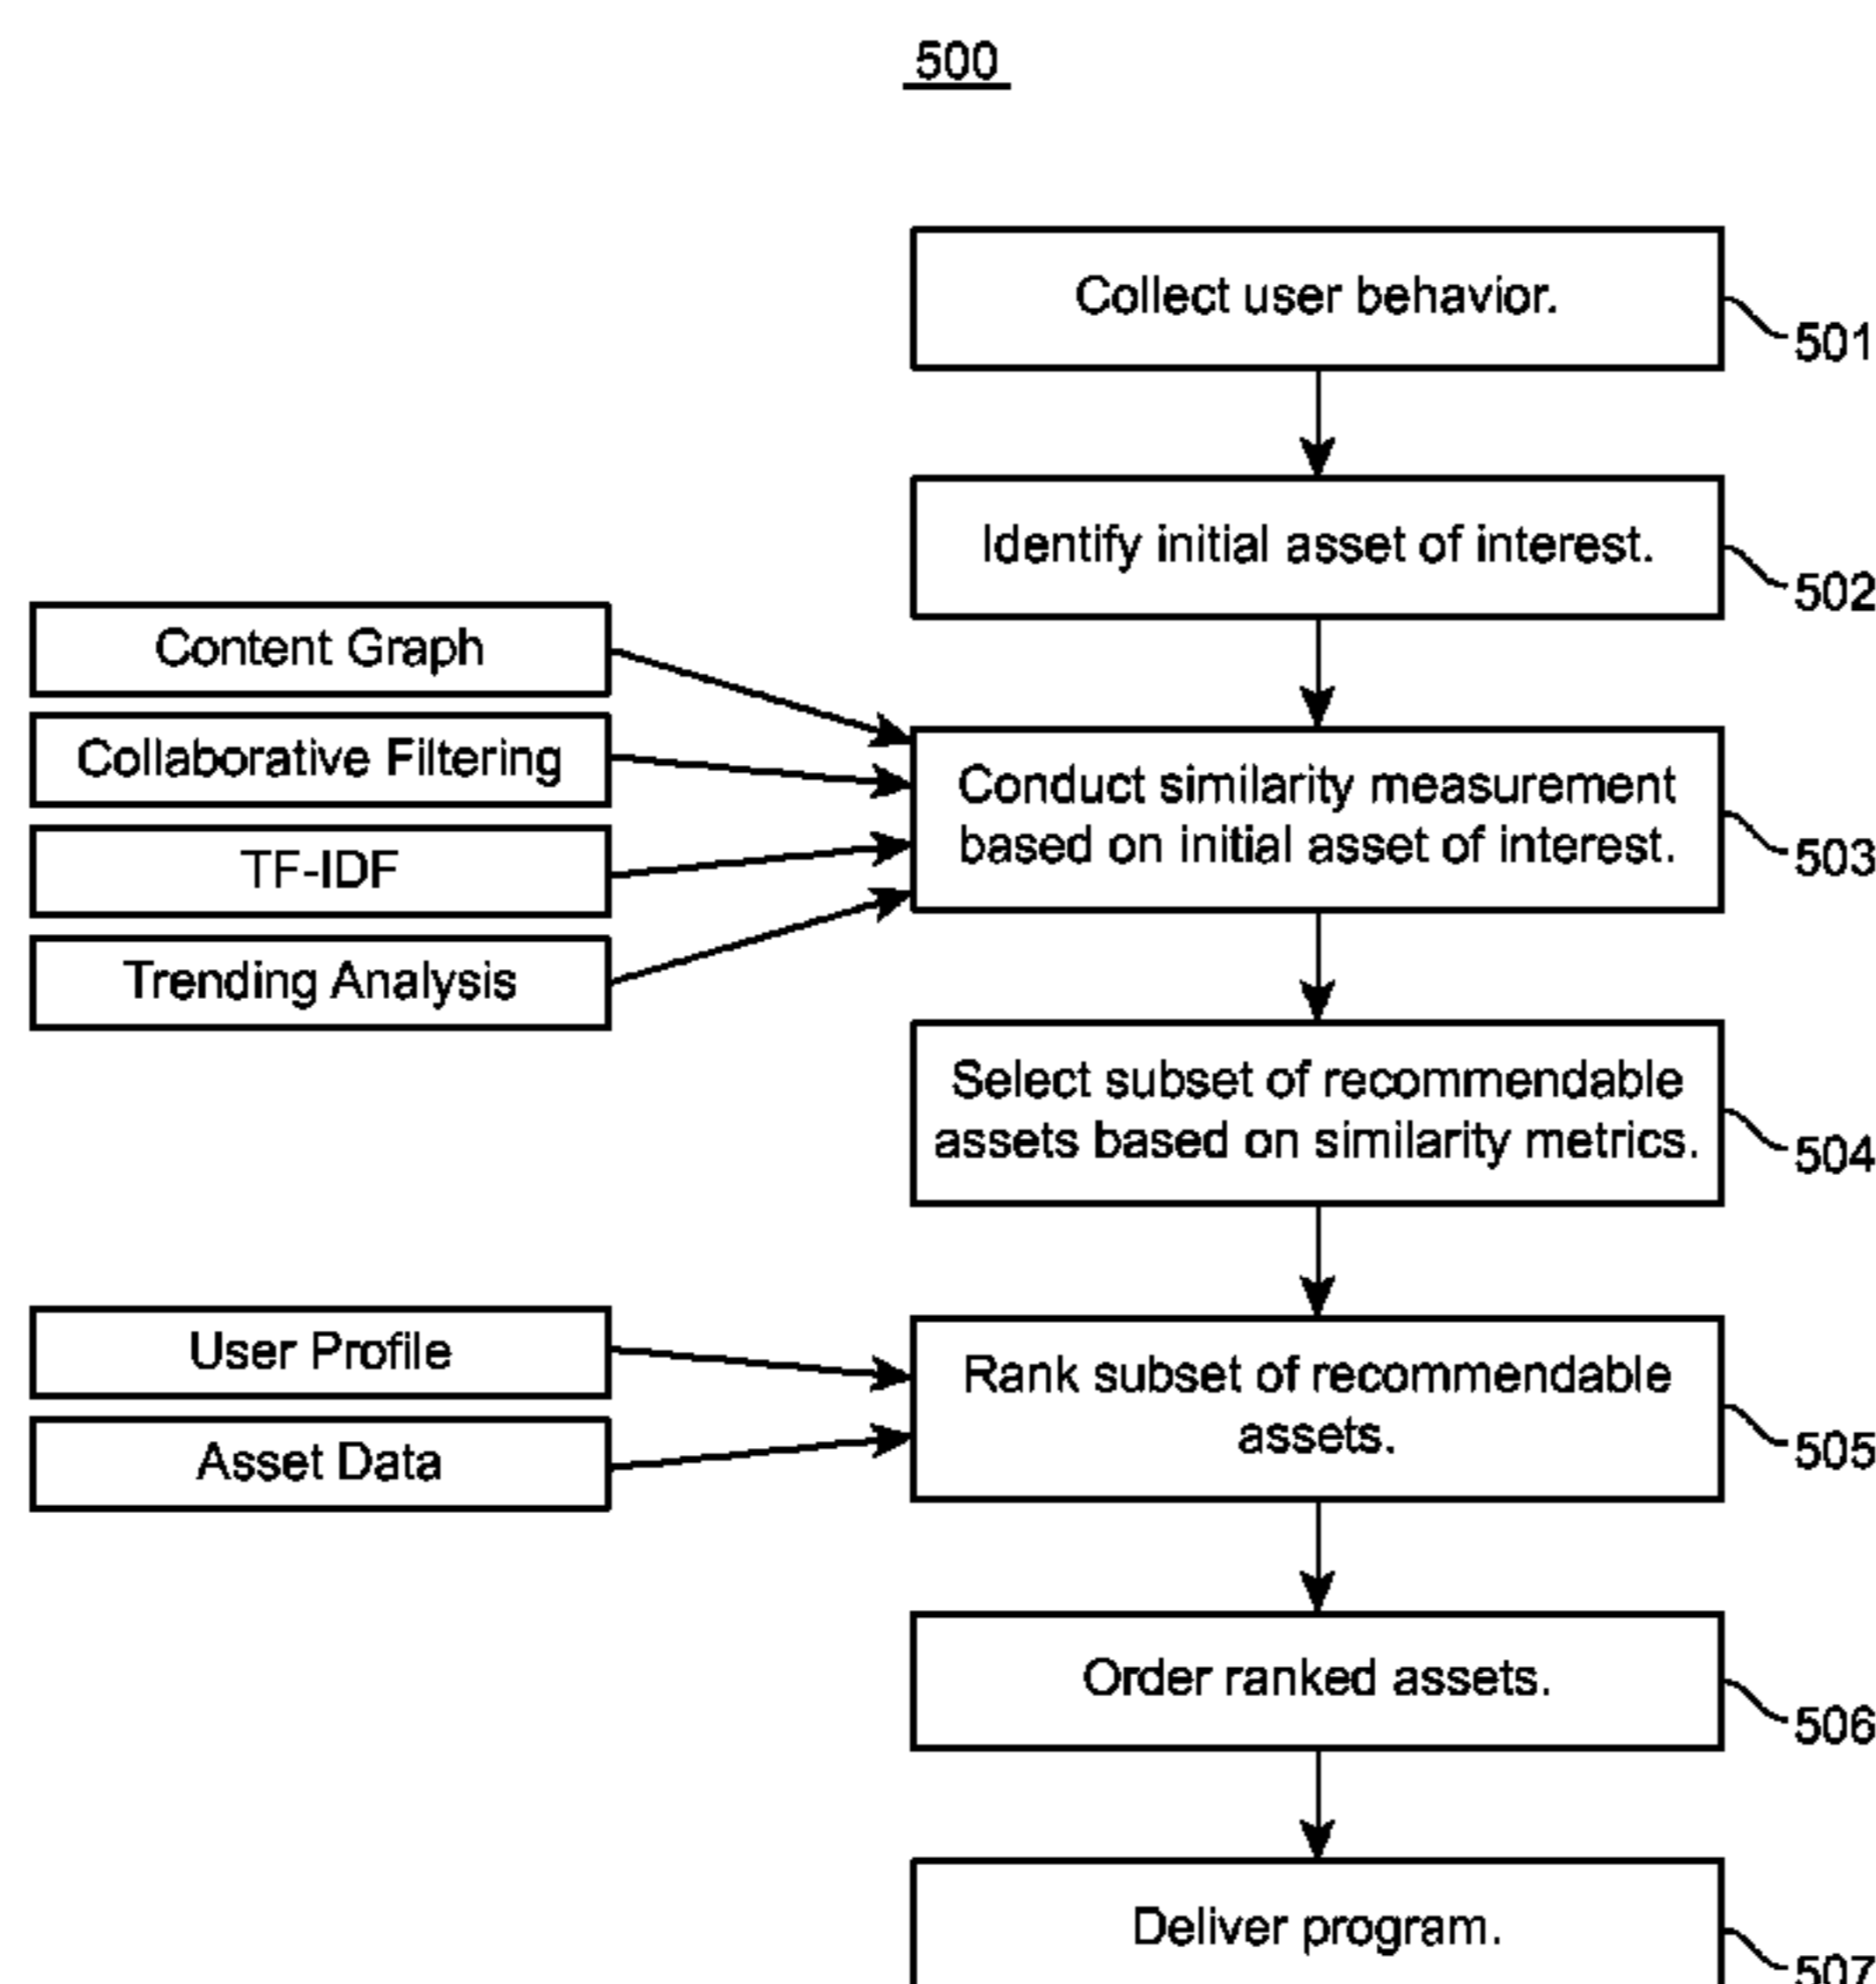 500
Collect user behavior.
501
Identify initial asset of interest.
502
Content Graph
Collaborative Filtering
TF-IDF
Trending Analysis
Conduct similarity measurement
based on initial asset of interest.
503
Select subset of recommendable
assets based on similarity metrics.
504
User Profile
Asset Data
Rank subset of recommendable
assets.
505
Order ranked assets.
506
Deliver program.
507